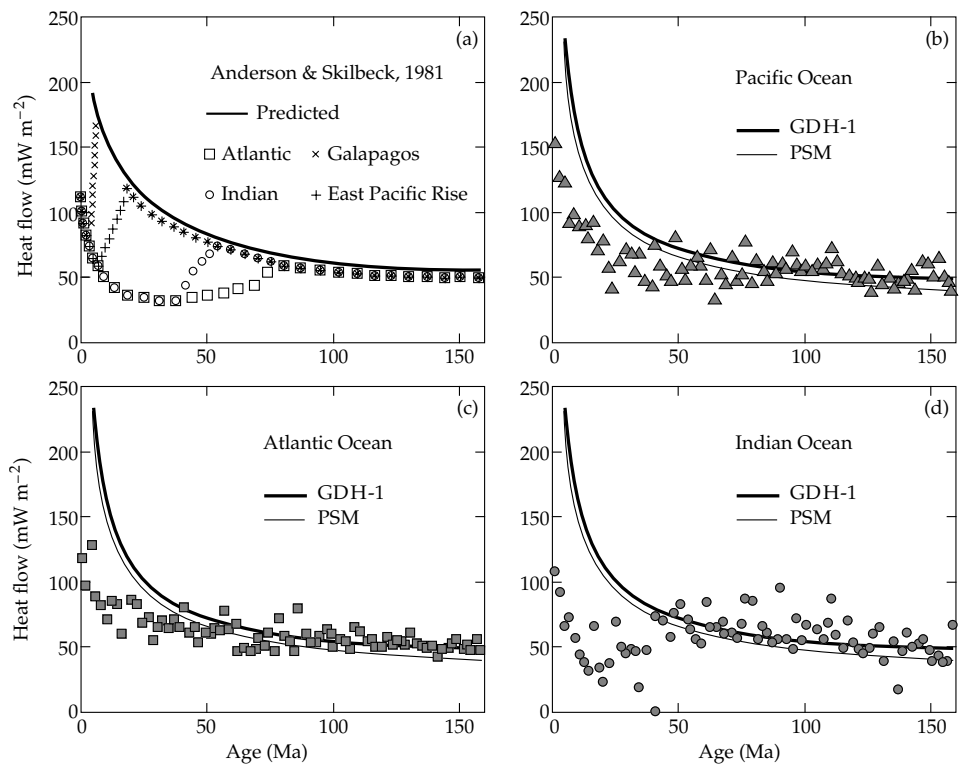 250
200
150
100
50
0
Heat flow (mW m−2)
(a)
Anderson & Skilbeck, 1981
Predicted
Atlantic
Galapagos
Indian
East Pacific Rise
0
50
100
150
250
200
150
100
50
0
(b)
Pacific Ocean
GDH-1
PSM
0
50
100
150
250
200
150
100
50
0
Heat flow (mW m−2)
(c)
Atlantic Ocean
GDH-1
PSM
0
50
100
150
Age (Ma)
250
200
150
100
50
0
(d)
Indian Ocean
GDH-1
PSM
0
50
100
150
Age (Ma)